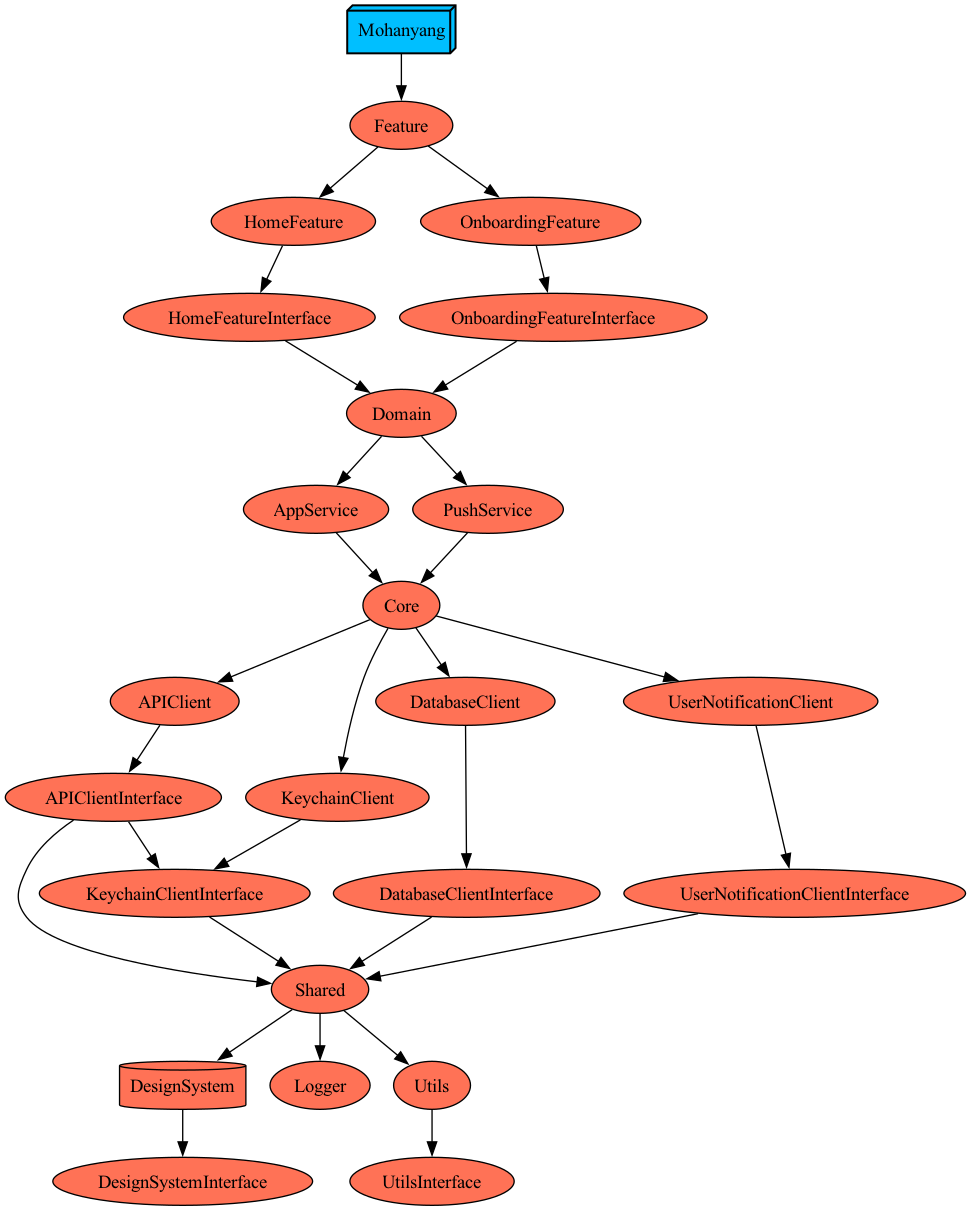 Mohanyang
Feature
HomeFeature
OnboardingFeature
HomeFeatureInterface
OnboardingFeatureInterface
Domain
AppService
PushService
Core
APIClient
DatabaseClient
UserNotificationClient
APIClientInterface
KeychainClient
KeychainClientInterface
DatabaseClientInterface
UserNotificationClientInterface
Shared
DesignSystem
Logger
Utils
DesignSystemInterface
UtilsInterface